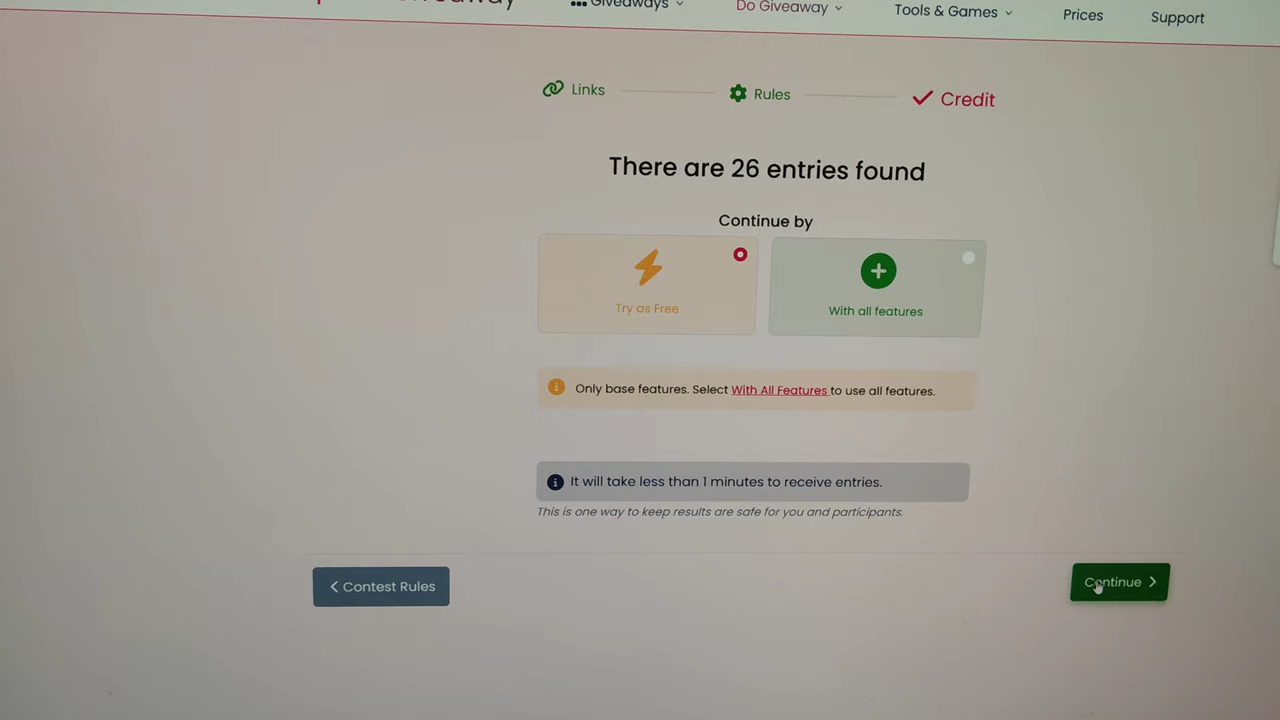 Giveaways
Do Giveaway
Tools & Games
Prices
Support
Links
Rules
Credit
There are 26 entries found
Continue by
Try as Free
With all features
Only base features. Select With All Features to use all features.
It will take less than 1 minutes to receive entries.
This is one way to keep results are safe for you and participants.
Contest Rules
Continue